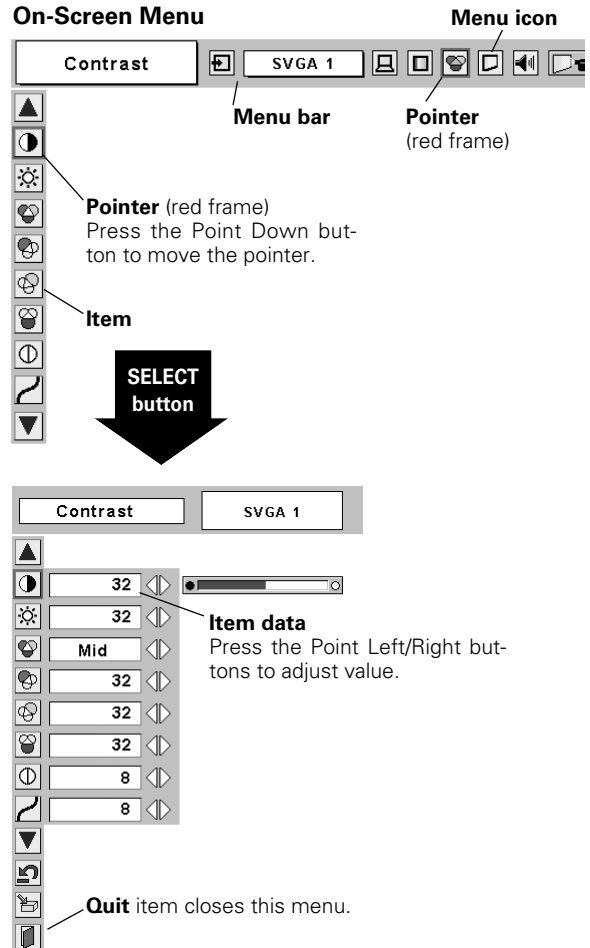 On-Screen Menu
Menu icon
Contrast
SVGA 1
Menu bar
Pointer
(red frame)
Pointer (red frame)
Press the Point Down but-
ton to move the pointer.
Item
SELECT
button
Contrast
SVGA 1
32
32
Item data
Press the Point Left/Right but-
tons to adjust value.
Mid
32
32
32
8
8
Quit item closes this menu.